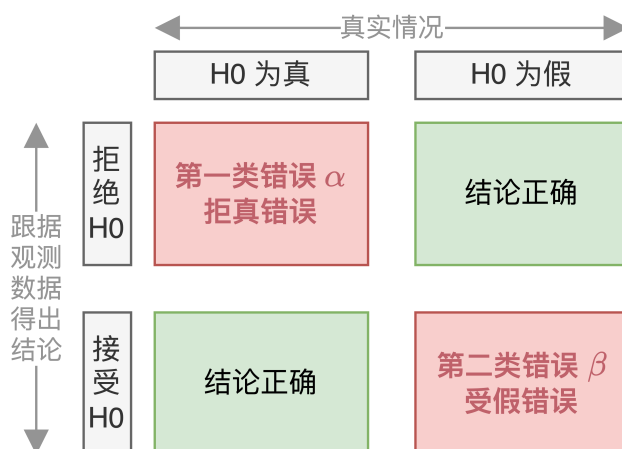 真实情况
H0 为真
H0 为假
跟据
观测
数据
得出
结论
拒
绝
H0
第一类错误 α
拒真错误
结论正确
接
受
H0
结论正确
第二类错误 β
受假错误